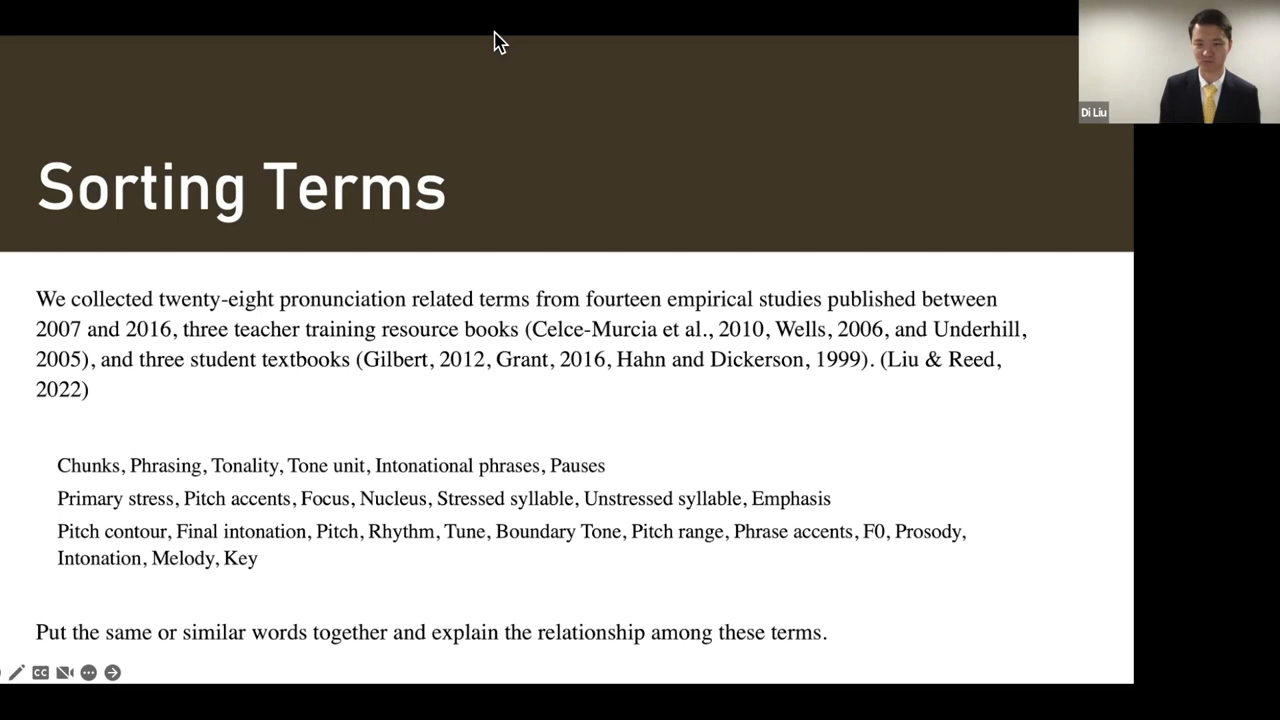 Di Liu
Sorting Terms
We collected twenty-eight pronunciation related terms from fourteen empirical studies published between
2007 and 2016, three teacher training resource books (Celce-Murcia et al., 2010, Wells, 2006, and Underhill,
2005), and three student textbooks (Gilbert, 2012, Grant, 2016, Hahn and Dickerson, 1999). (Liu & Reed,
2022)
Chunks, Phrasing, Tonality, Tone unit, Intonational phrases, Pauses
Primary stress, Pitch accents, Focus, Nucleus, Stressed syllable, Unstressed syllable, Emphasis
Pitch contour, Final intonation, Pitch, Rhythm, Tune, Boundary Tone, Pitch range, Phrase accents, F0, Prosody,
Intonation, Melody, Key
Put the same or similar words together and explain the relationship among these terms.
CC